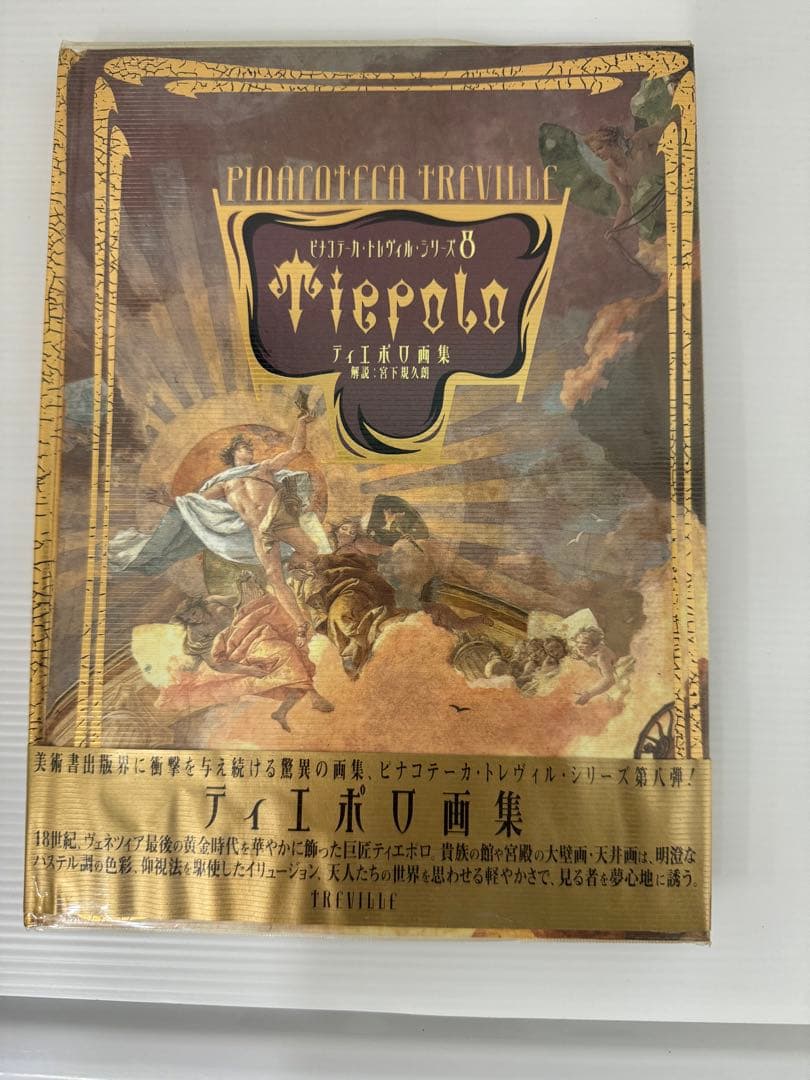 PINACOTECA TREVILLE
ピナコテーカ・トレヴィル・シリーズ8
Tiepolo
ティエポロ画集
解説：宮下規久朗
美術書出版界に衝撃を与え続ける驚異の画集、ピナコテーカ・トレヴィル・シリーズ第八弾！
ティエポロ画集
18世紀、ヴェネツィア最後の黄金時代を華やかに飾った巨匠ティエポロ。貴族の館や宮殿の大壁画・天井画は、明澄な
パステル調の色彩、仰視法を駆使したイリュージョン、天人たちの世界を思わせる軽やかさで、見る者を夢心地に誘う。
TREVILLE